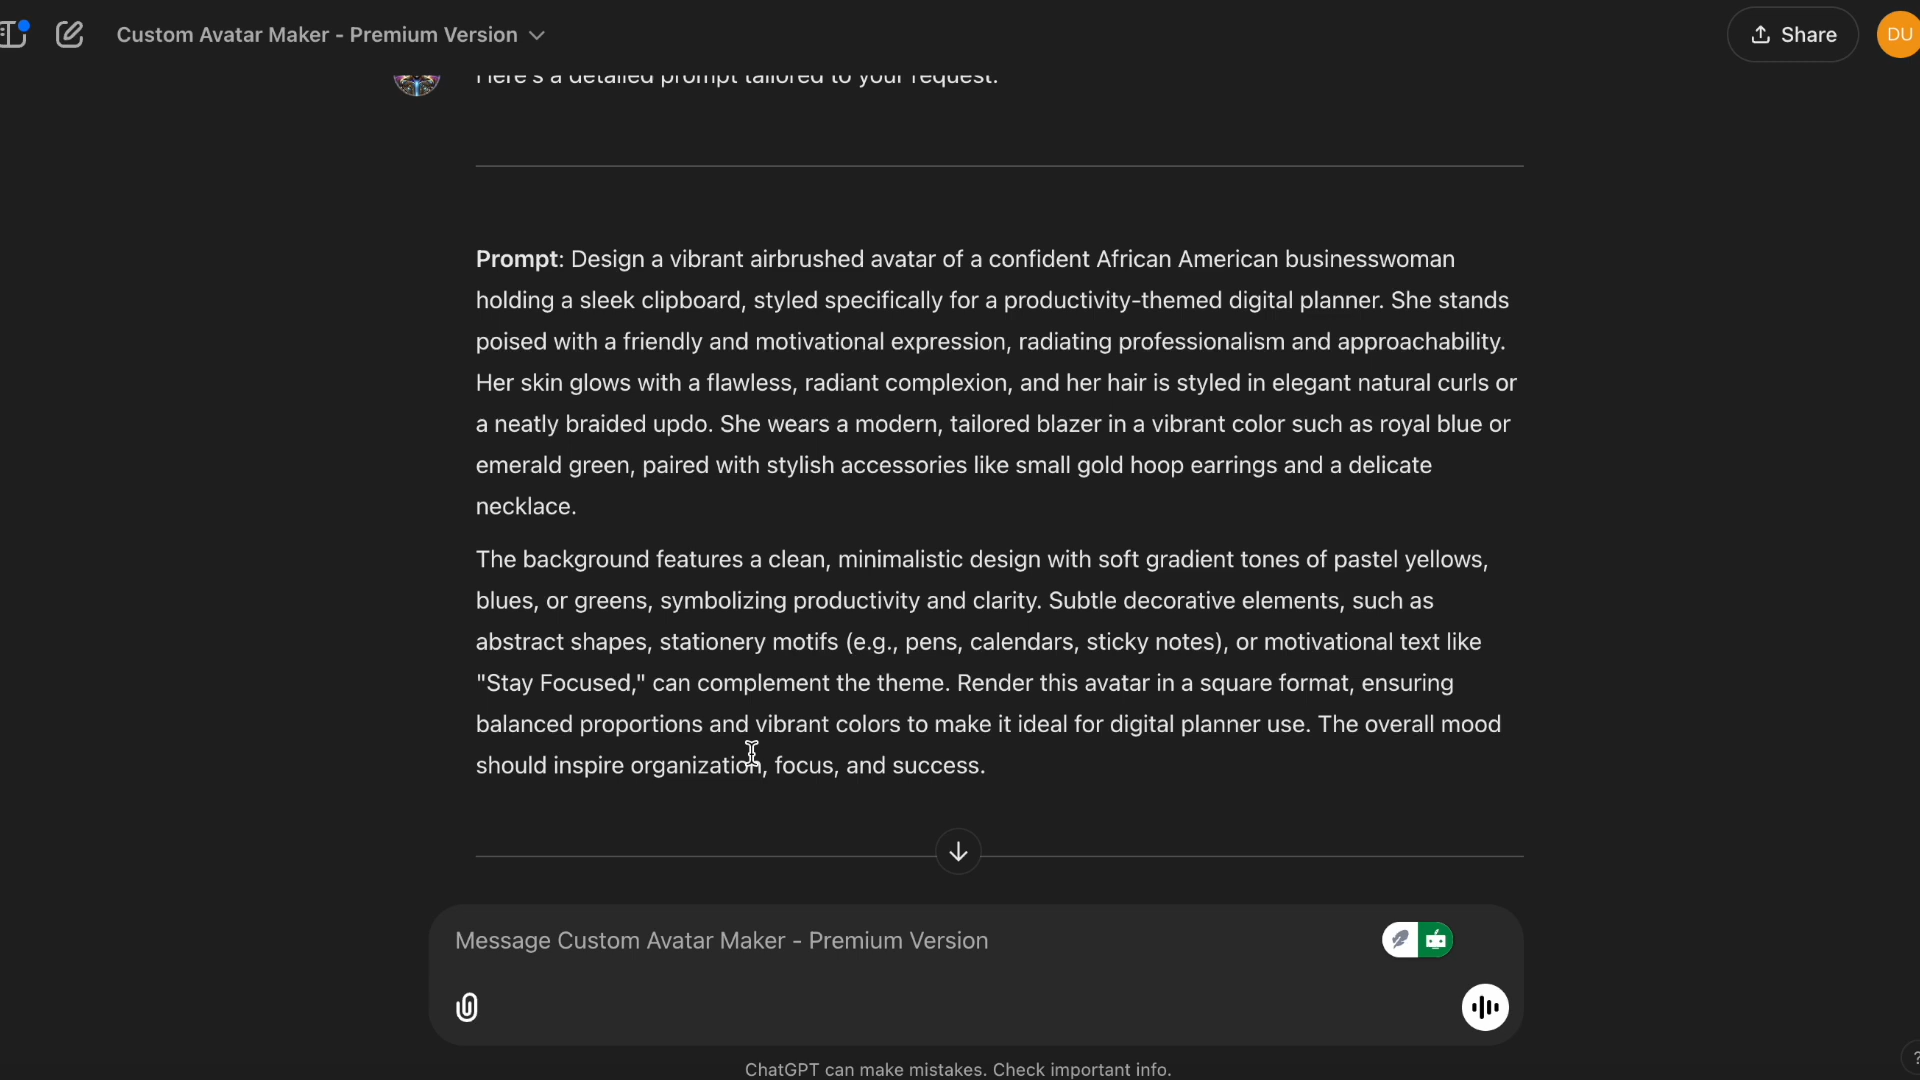 Custom Avatar Maker - Premium Version
Share
DU
Here's a detailed prompt tailored to your request:
Prompt: Design a vibrant airbrushed avatar of a confident African American businesswoman
holding a sleek clipboard, styled specifically for a productivity-themed digital planner. She stands
poised with a friendly and motivational expression, radiating professionalism and approachability.
Her skin glows with a flawless, radiant complexion, and her hair is styled in elegant natural curls or
a neatly braided updo. She wears a modern, tailored blazer in a vibrant color such as royal blue or
emerald green, paired with stylish accessories like small gold hoop earrings and a delicate
necklace.
The background features a clean, minimalistic design with soft gradient tones of pastel yellows,
blues, or greens, symbolizing productivity and clarity. Subtle decorative elements, such as
abstract shapes, stationery motifs (e.g., pens, calendars, sticky notes), or motivational text like
"Stay Focused," can complement the theme. Render this avatar in a square format, ensuring
balanced proportions and vibrant colors to make it ideal for digital planner use. The overall mood
should inspire organization, focus, and success.
Message Custom Avatar Maker - Premium Version
ChatGPT can make mistakes. Check important info.
?